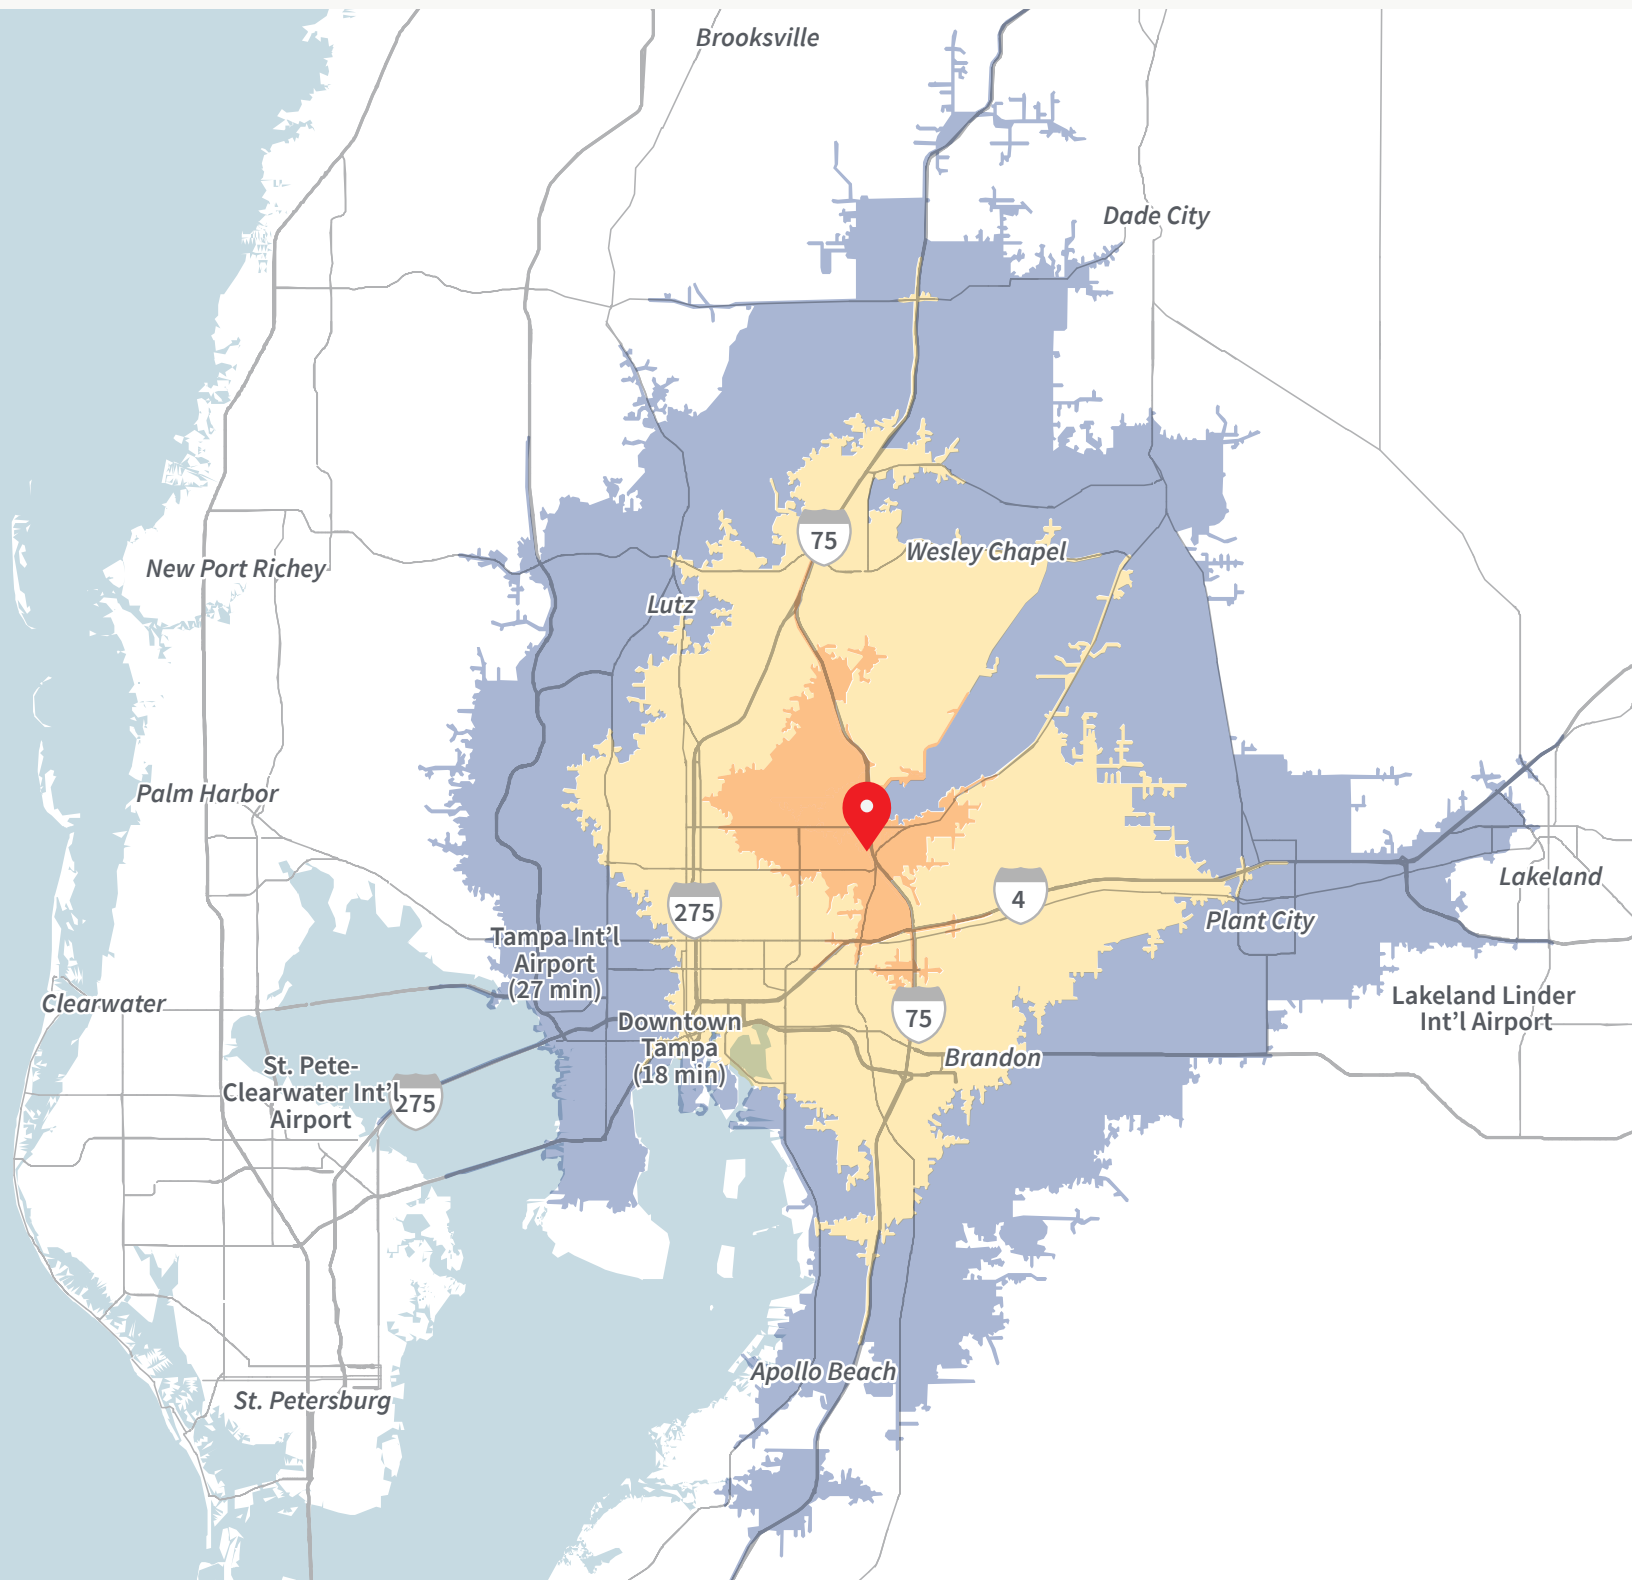 Brooksville
Dade City
75
Wesley Chapel
New Port Richey
Lutz
Palm Harbor
4
Lakeland
275
Plant City
Tampa Int'l
Airport
(27 min)
Clearwater
Lakeland Linder
Int'l Airport
75
Downtown
Tampa
(18 min)
Brandon
St. Pete-
Clearwater Int'l
Airport
275
Apollo Beach
St. Petersburg